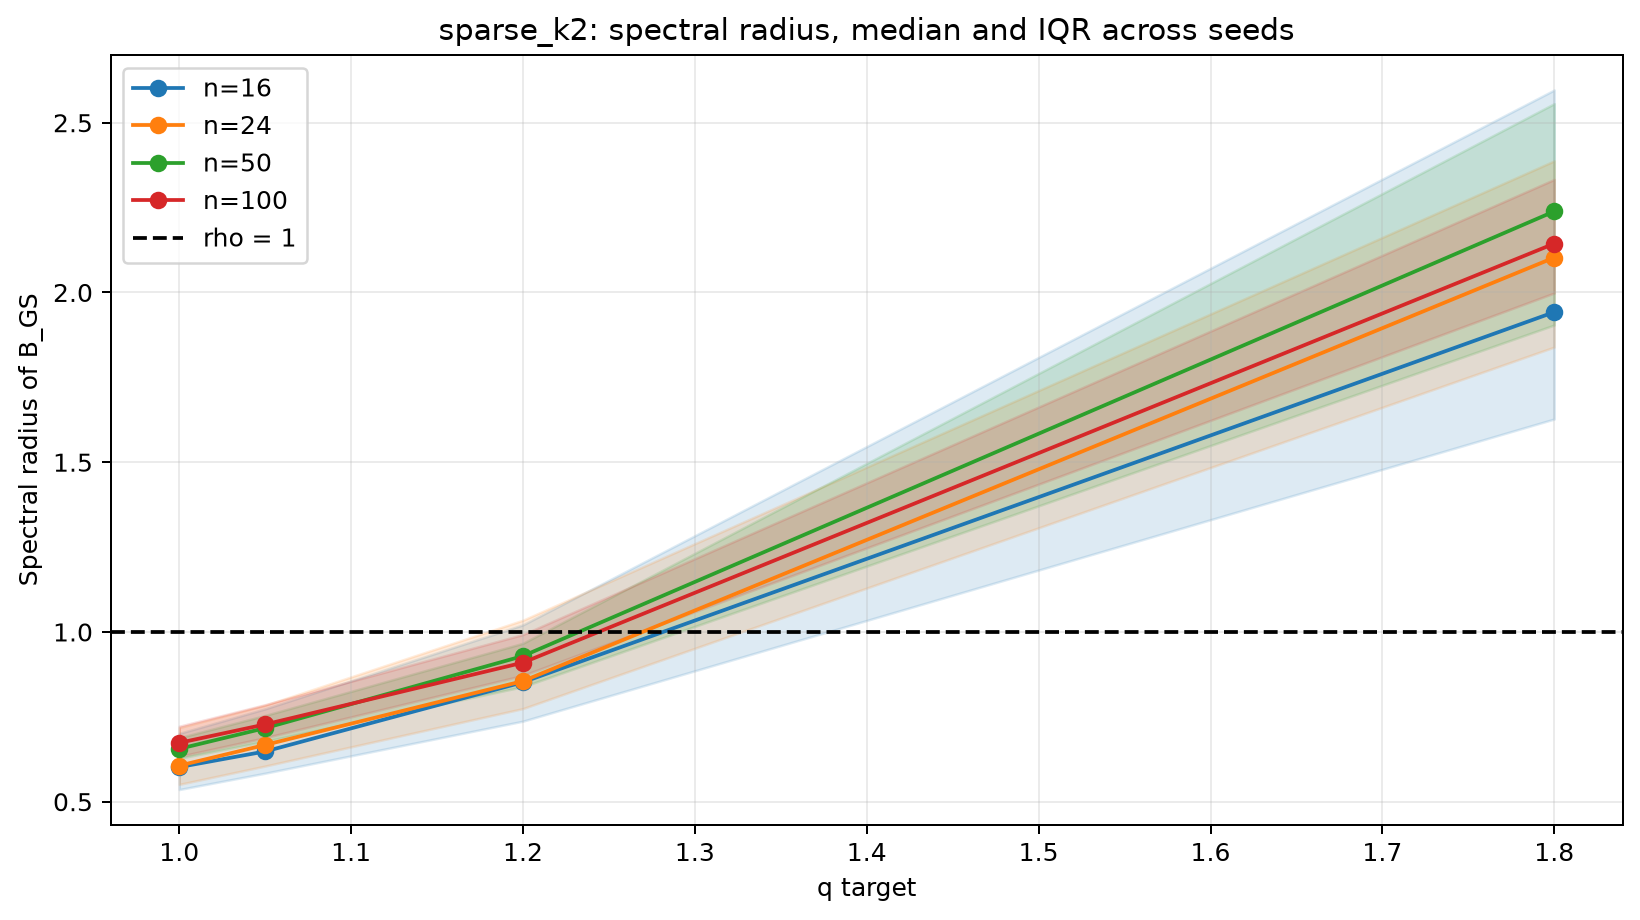 sparse_k2: spectral radius, median and IQR across seeds
n=16
n=24
n=50
n=100
rho = 1
Spectral radius of B_GS
2.5
2.0
1.5
1.0
0.5
1.0 1.1 1.2 1.3 1.4 1.5 1.6 1.7 1.8
q target